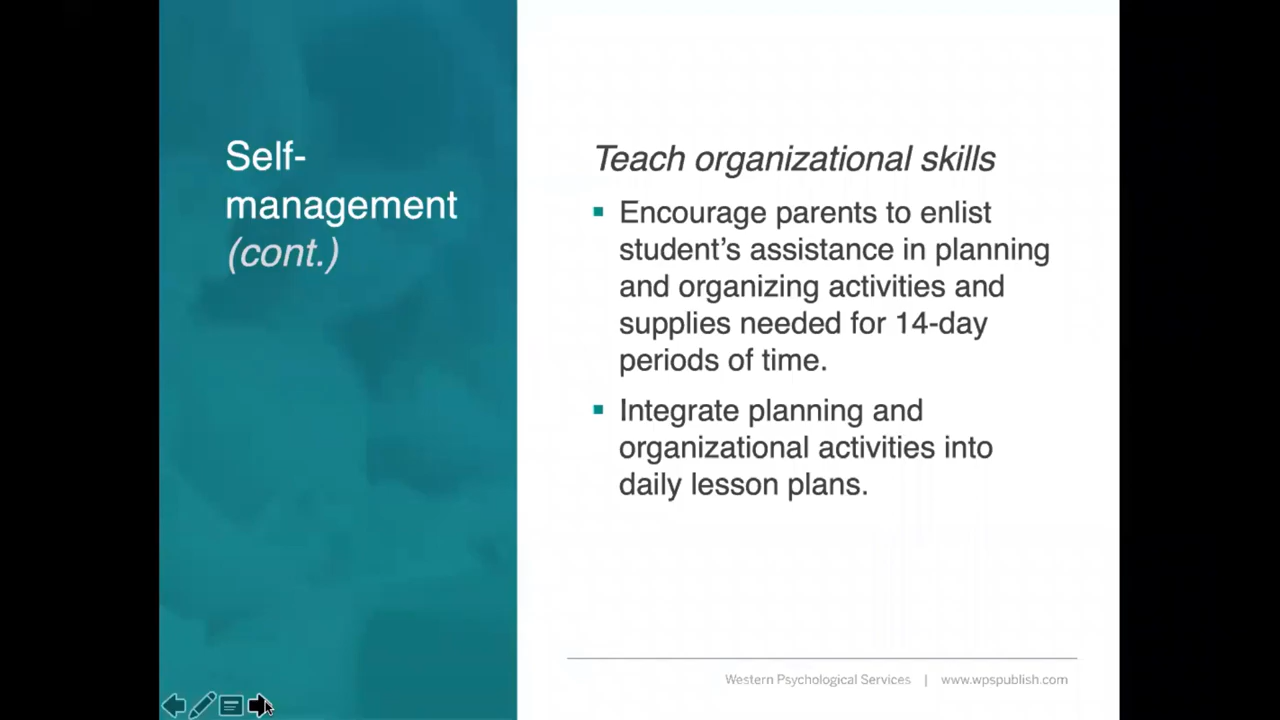 Self-
management
(cont.)
Teach organizational skills
▪ Encourage parents to enlist
student’s assistance in planning
and organizing activities and
supplies needed for 14-day
periods of time.
▪ Integrate planning and
organizational activities into
daily lesson plans.
Western Psychological Services | www.wpspublish.com